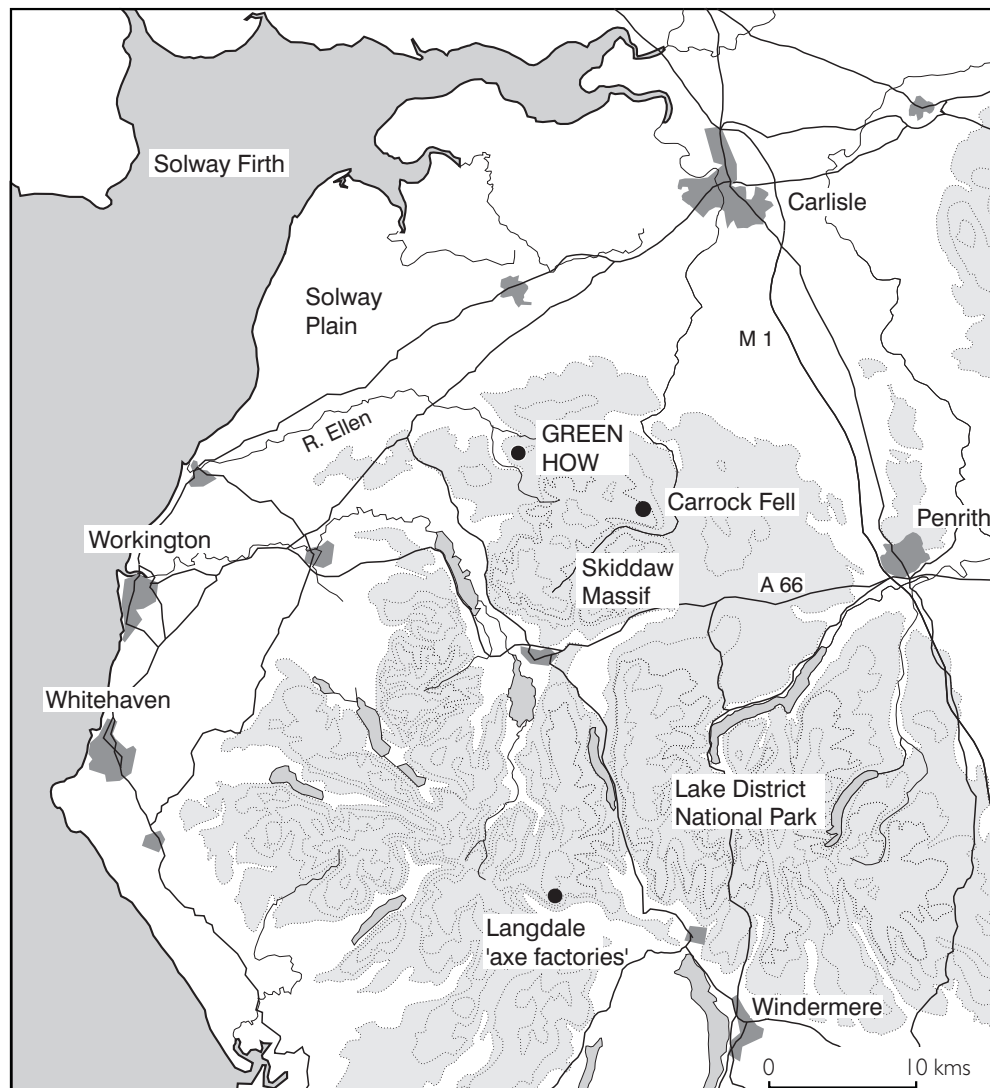 Solway Firth
Carlisle
Solway
Plain
M 1
R. Ellen
GREEN
HOW
Carrock Fell
Penrith
Workington
Skiddaw
Massif
A 66
Whitehaven
Lake District
National Park
Langdale
'axe factories'
Windermere
0 10 kms